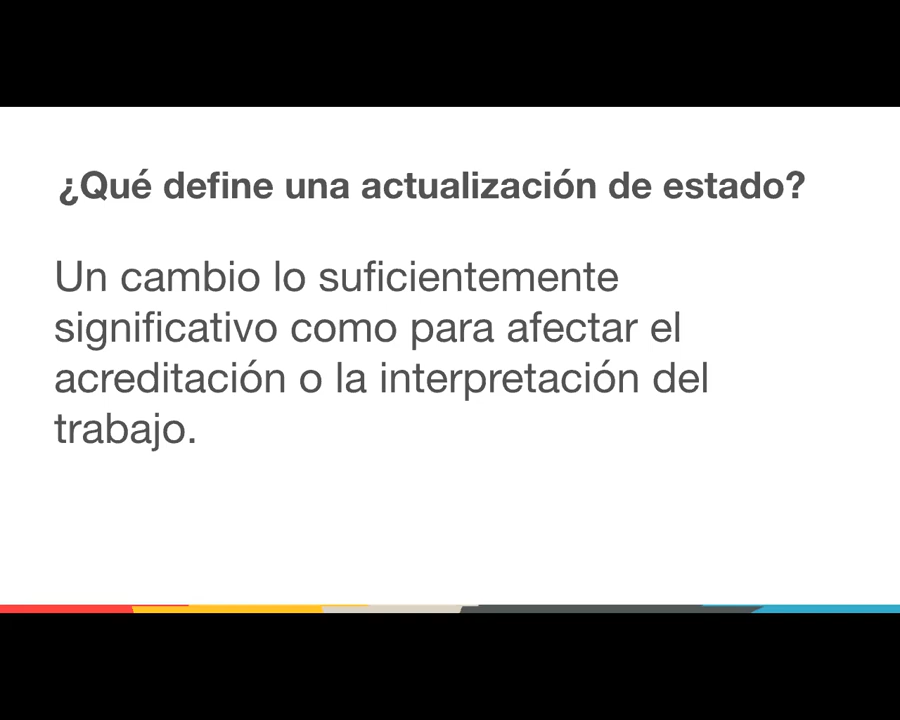 ¿Qué define una actualización de estado?
Un cambio lo suficientemente
significativo como para afectar el
acreditación o la interpretación del
trabajo.